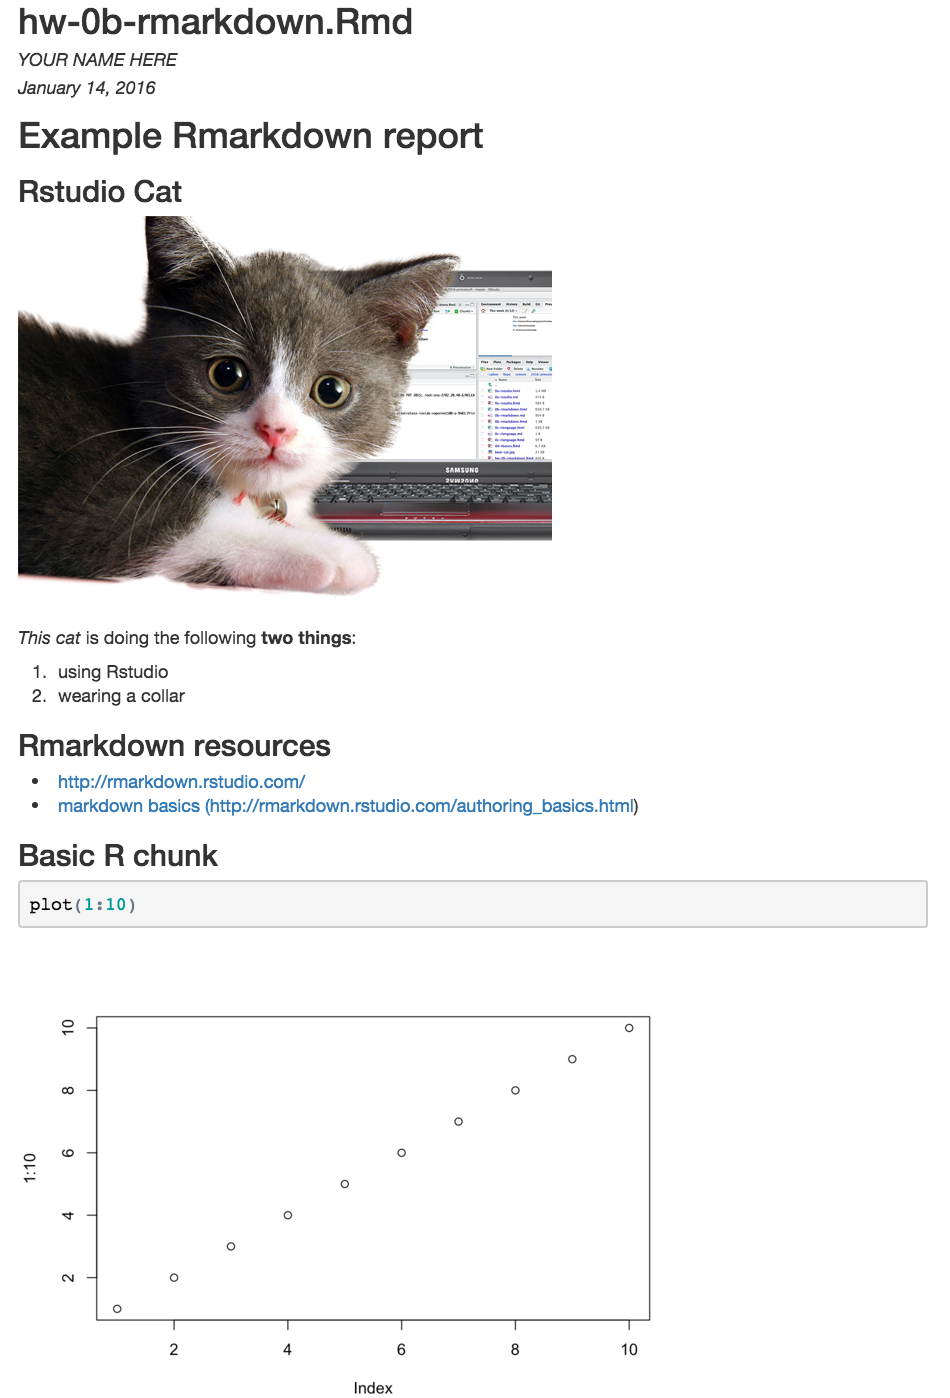 hw-0b-rmarkdown.Rmd
YOUR NAME HERE
January 14, 2016
Example Rmarkdown report
Rstudio Cat
SAMSUNG
This cat is doing the following two things:
1. using Rstudio
2. wearing a collar
Rmarkdown resources
• http://rmarkdown.rstudio.com/
• markdown basics (http://rmarkdown.rstudio.com/authoring_basics.html)
Basic R chunk
plot(1:10)
10
8
6
4
2
1:10
2 4 6 8 10
Index